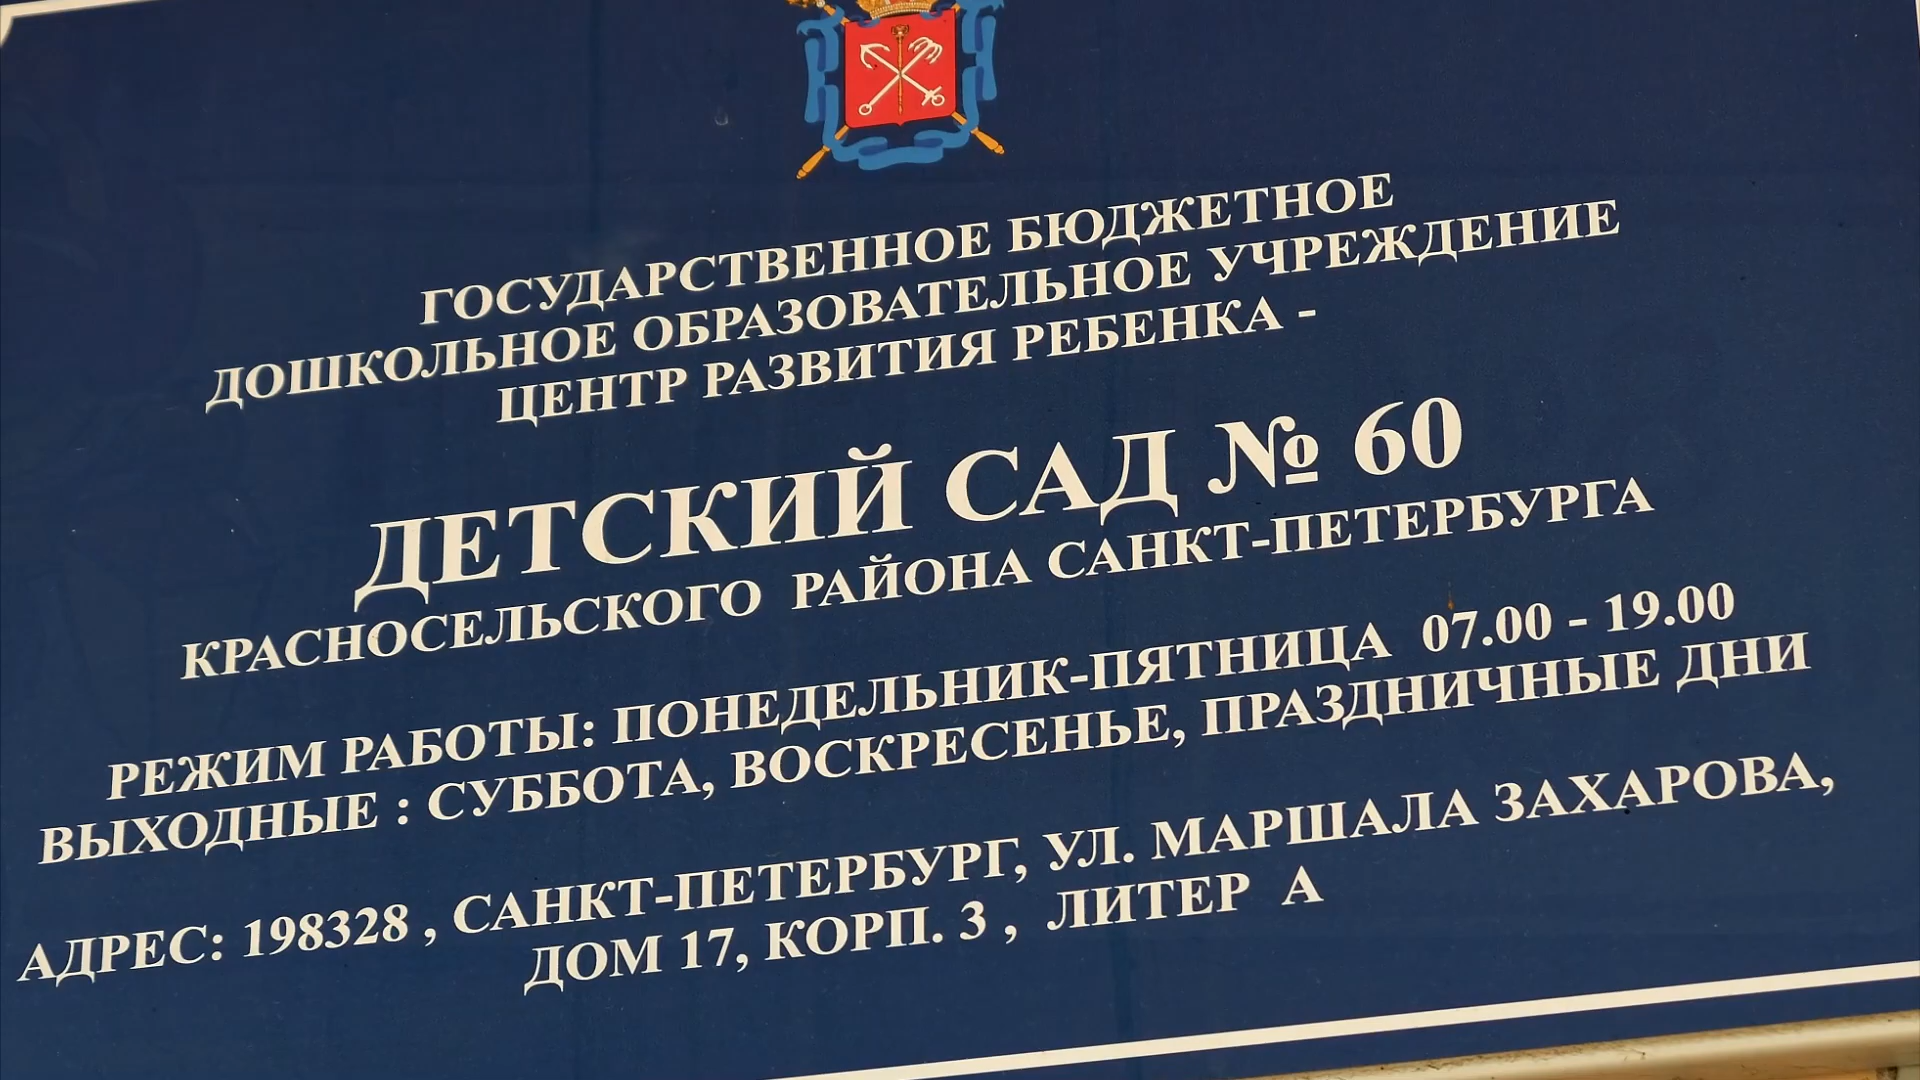 ГОСУДАРСТВЕННОЕ БЮДЖЕТНОЕ
ДОШКОЛЬНОЕ ОБРАЗОВАТЕЛЬНОЕ УЧРЕЖДЕНИЕ
ЦЕНТР РАЗВИТИЯ РЕБЕНКА -
ДЕТСКИЙ САД № 60
КРАСНОСЕЛЬСКОГО РАЙОНА САНКТ-ПЕТЕРБУРГА
РЕЖИМ РАБОТЫ: ПОНЕДЕЛЬНИК-ПЯТНИЦА 07.00 - 19.00
ВЫХОДНЫЕ : СУББОТА, ВОСКРЕСЕНЬЕ, ПРАЗДНИЧНЫЕ ДНИ
АДРЕС: 198328 , САНКТ-ПЕТЕРБУРГ, УЛ. МАРШАЛА ЗАХАРОВА,
ДОМ 17, КОРП. 3 , ЛИТЕР А